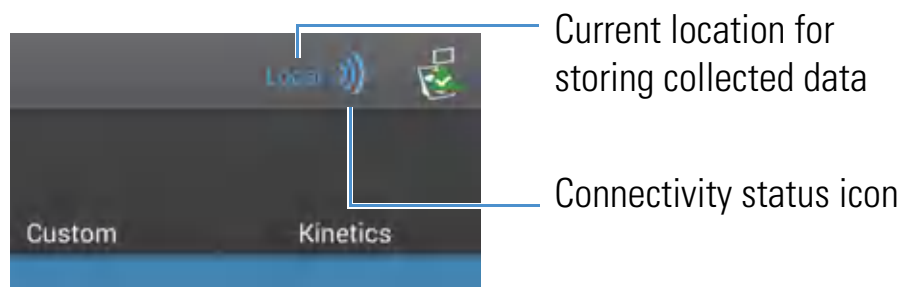 Current location for
storing collected data
Local
Connectivity status icon
Custom
Kinetics